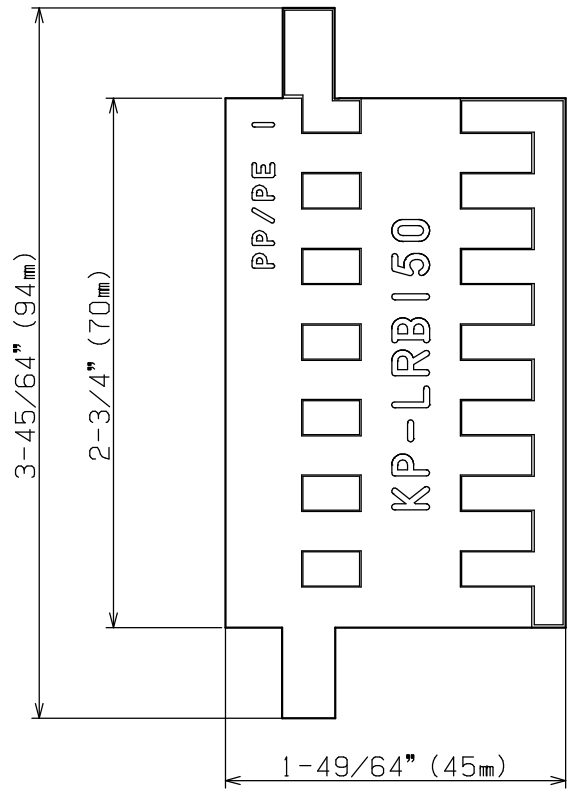 3-45/64" (94㎜)
2-3/4" (70㎜)
PP/PE I
KP-LRB150
1-49/64" (45㎜)